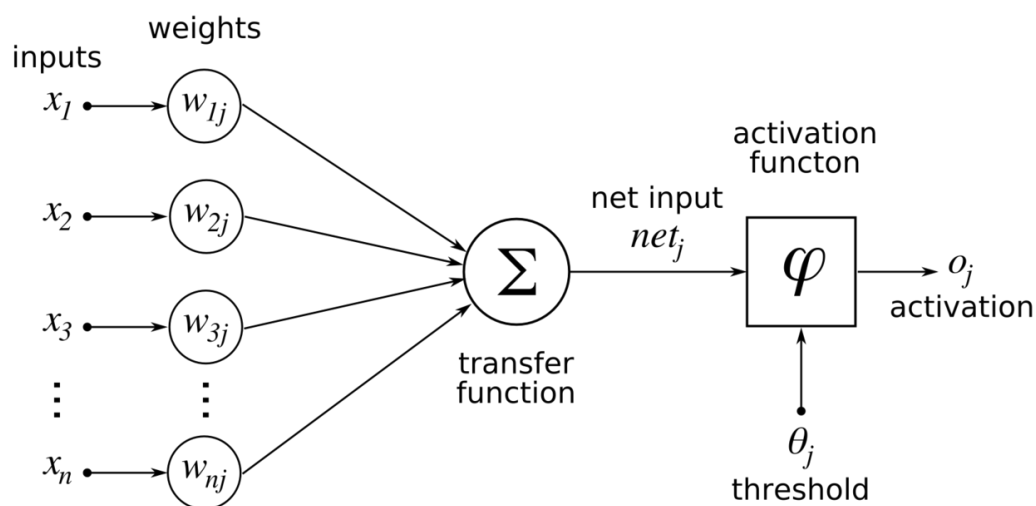 weights
inputs
x₁
w₁ⱼ
x₂
w₂ⱼ
x₃
w₃ⱼ
⋮ ⋮
xₙ
wₙⱼ
Σ
transfer
function
net input
netⱼ
activation
functon
φ
oⱼ
activation
θⱼ
threshold